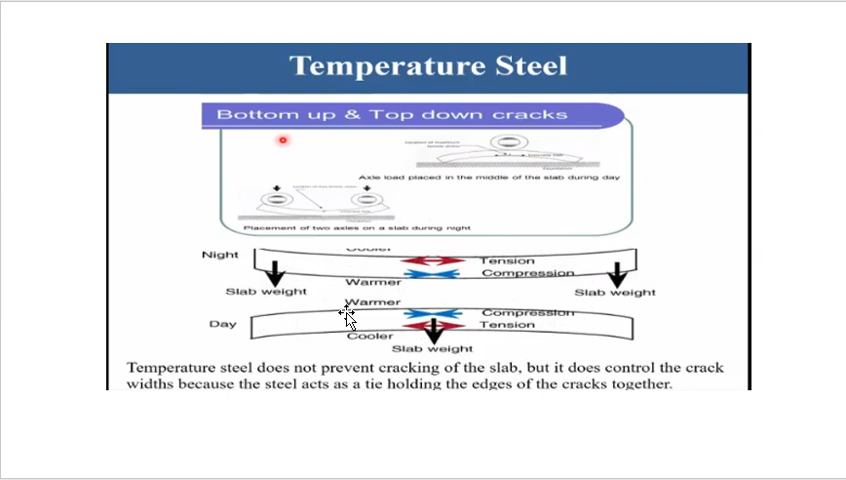 Temperature Steel
Bottom up & Top down cracks
Axle load placed in the middle of the slab during day
Placement of two axles on a slab during night
Cooler
Night
Tension
Compression
Warmer
Slab weight
Slab weight
Warmer
Compression
Day
Tension
Cooler
Slab weight
Temperature steel does not prevent cracking of the slab, but it does control the crack
widths because the steel acts as a tie holding the edges of the cracks together.